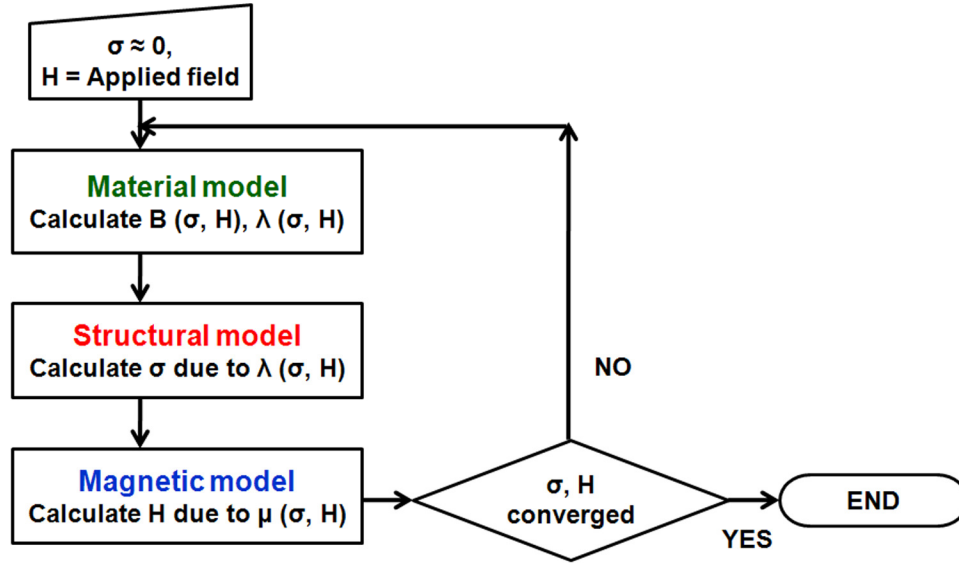 σ ≈ 0,
H = Applied field
Material model
Calculate B (σ, H), λ (σ, H)
Structural model
Calculate σ due to λ (σ, H)
Magnetic model
Calculate H due to μ (σ, H)
σ, H
converged
NO
YES
END